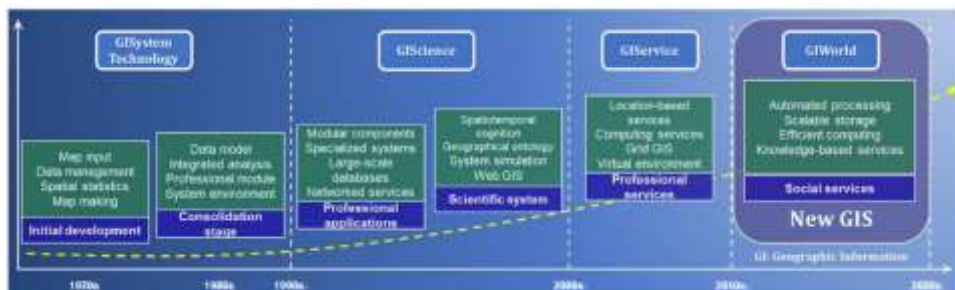 GISystem
Technology
GIScience
GIService
GIWorld
Map input
Data management
Spatial statistics
Map making
Initial development
Data model
Integrated analysis
Professional module
System environment
Consolidation
stage
Modular components
Specialized systems
Large-scale
databases
Networked services
Professional
applications
Spatiotemporal
cognition
Geographical ontology
System simulation
Web GIS
Scientific system
Location-based
services
Computing services
Grid GIS
Virtual environment
Professional
services
Automated processing
Scalable storage
Efficient computing
Knowledge-based services
Social services
New GIS
GI: Geographic Information
1970s
1980s
1990s
2000s
2010s
2020s